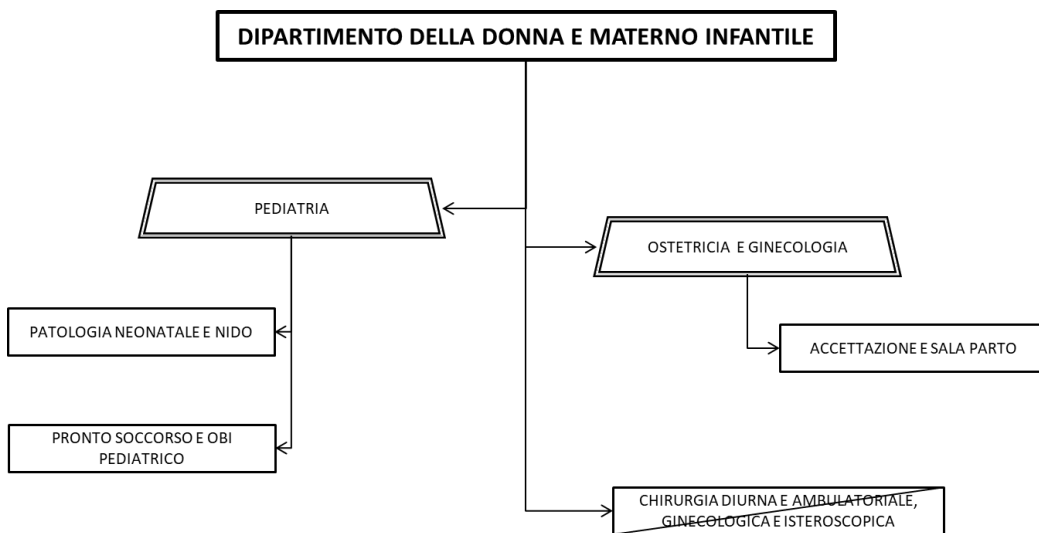 DIPARTIMENTO DELLA DONNA E MATERNO INFANTILE
PEDIATRIA
OSTETRICIA E GINECOLOGIA
PATOLOGIA NEONATALE E NIDO
ACCETTAZIONE E SALA PARTO
PRONTO SOCCORSO E OBI
PEDIATRICO
CHIRURGIA DIURNA E AMBULATORIALE,
GINECOLOGICA E ISTEROSCOPICA